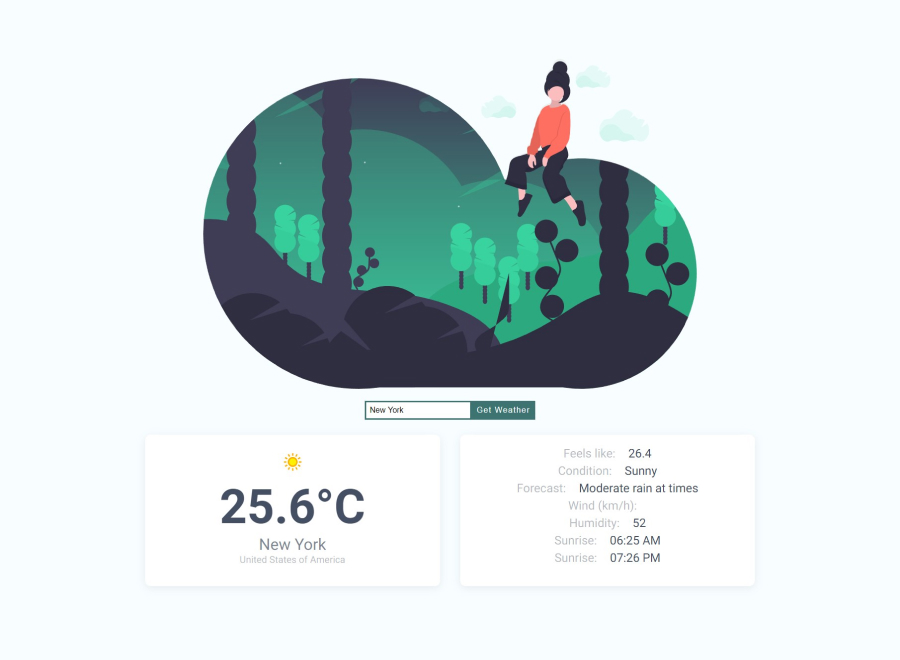 New York Get Weather
25.6°C
New York
United States of America
Feels like: 26.4
Condition: Sunny
Forecast: Moderate rain at times
Wind (km/h):
Humidity: 52
Sunrise: 06:25 AM
Sunrise: 07:26 PM